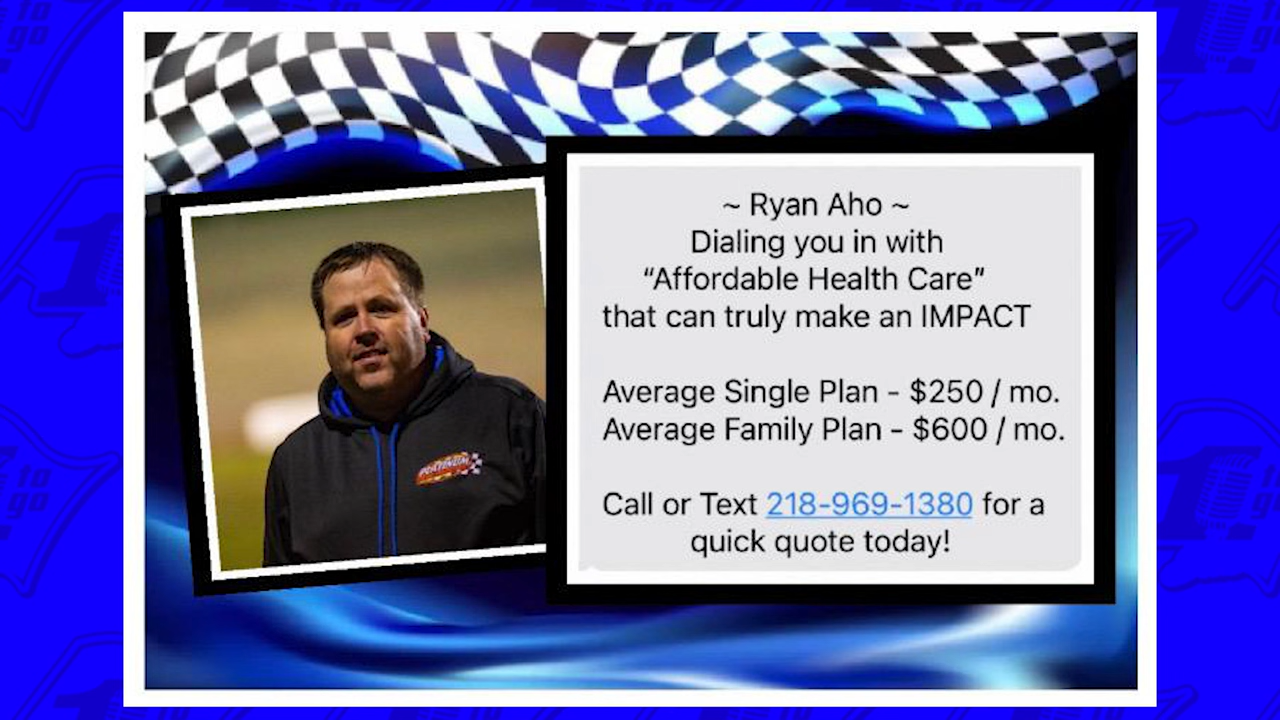 ~ Ryan Aho ~
Dialing you in with
“Affordable Health Care”
that can truly make an IMPACT
Average Single Plan - $250 / mo.
Average Family Plan - $600 / mo.
Call or Text 218-969-1380 for a
quick quote today!
PLATINUM